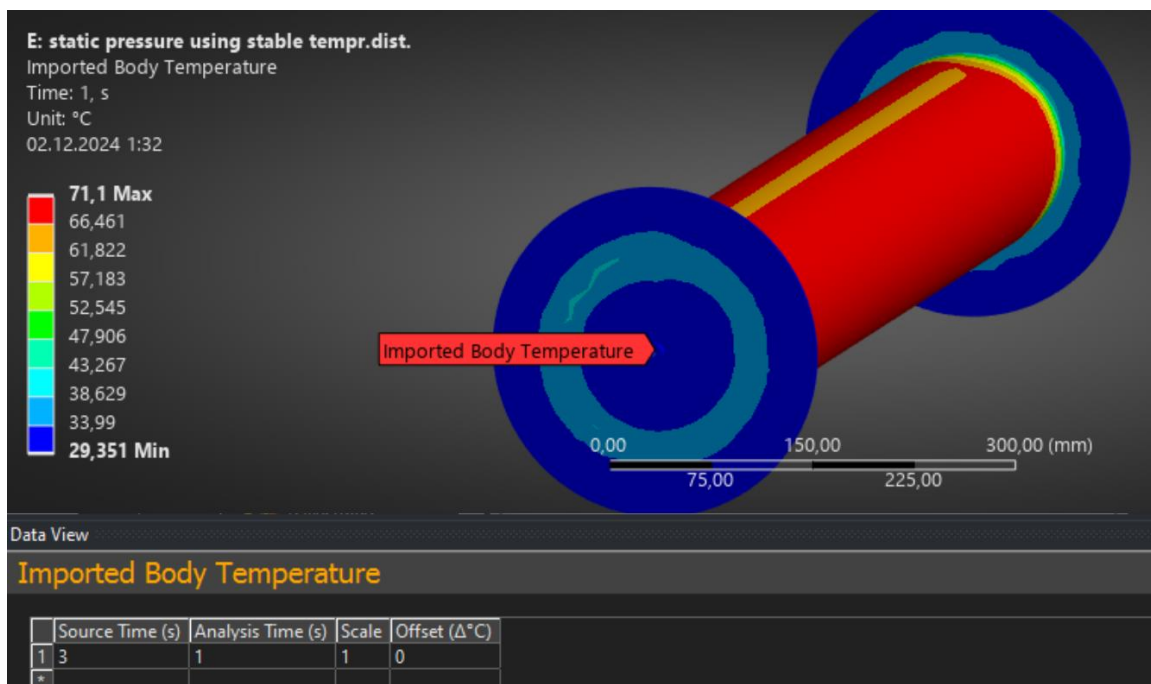 E: static pressure using stable tempr.dist.
Imported Body Temperature
Time: 1, s
Unit: °C
02.12.2024 1:32
71,1 Max
66,461
61,822
57,183
52,545
47,906
43,267
38,629
33,99
29,351 Min
Imported Body Temperature
0,00 150,00 300,00 (mm)
75,00 225,00
Data View
Imported Body Temperature
Source Time (s) Analysis Time (s) Scale Offset (Δ°C)
1 3 1 1 0
*